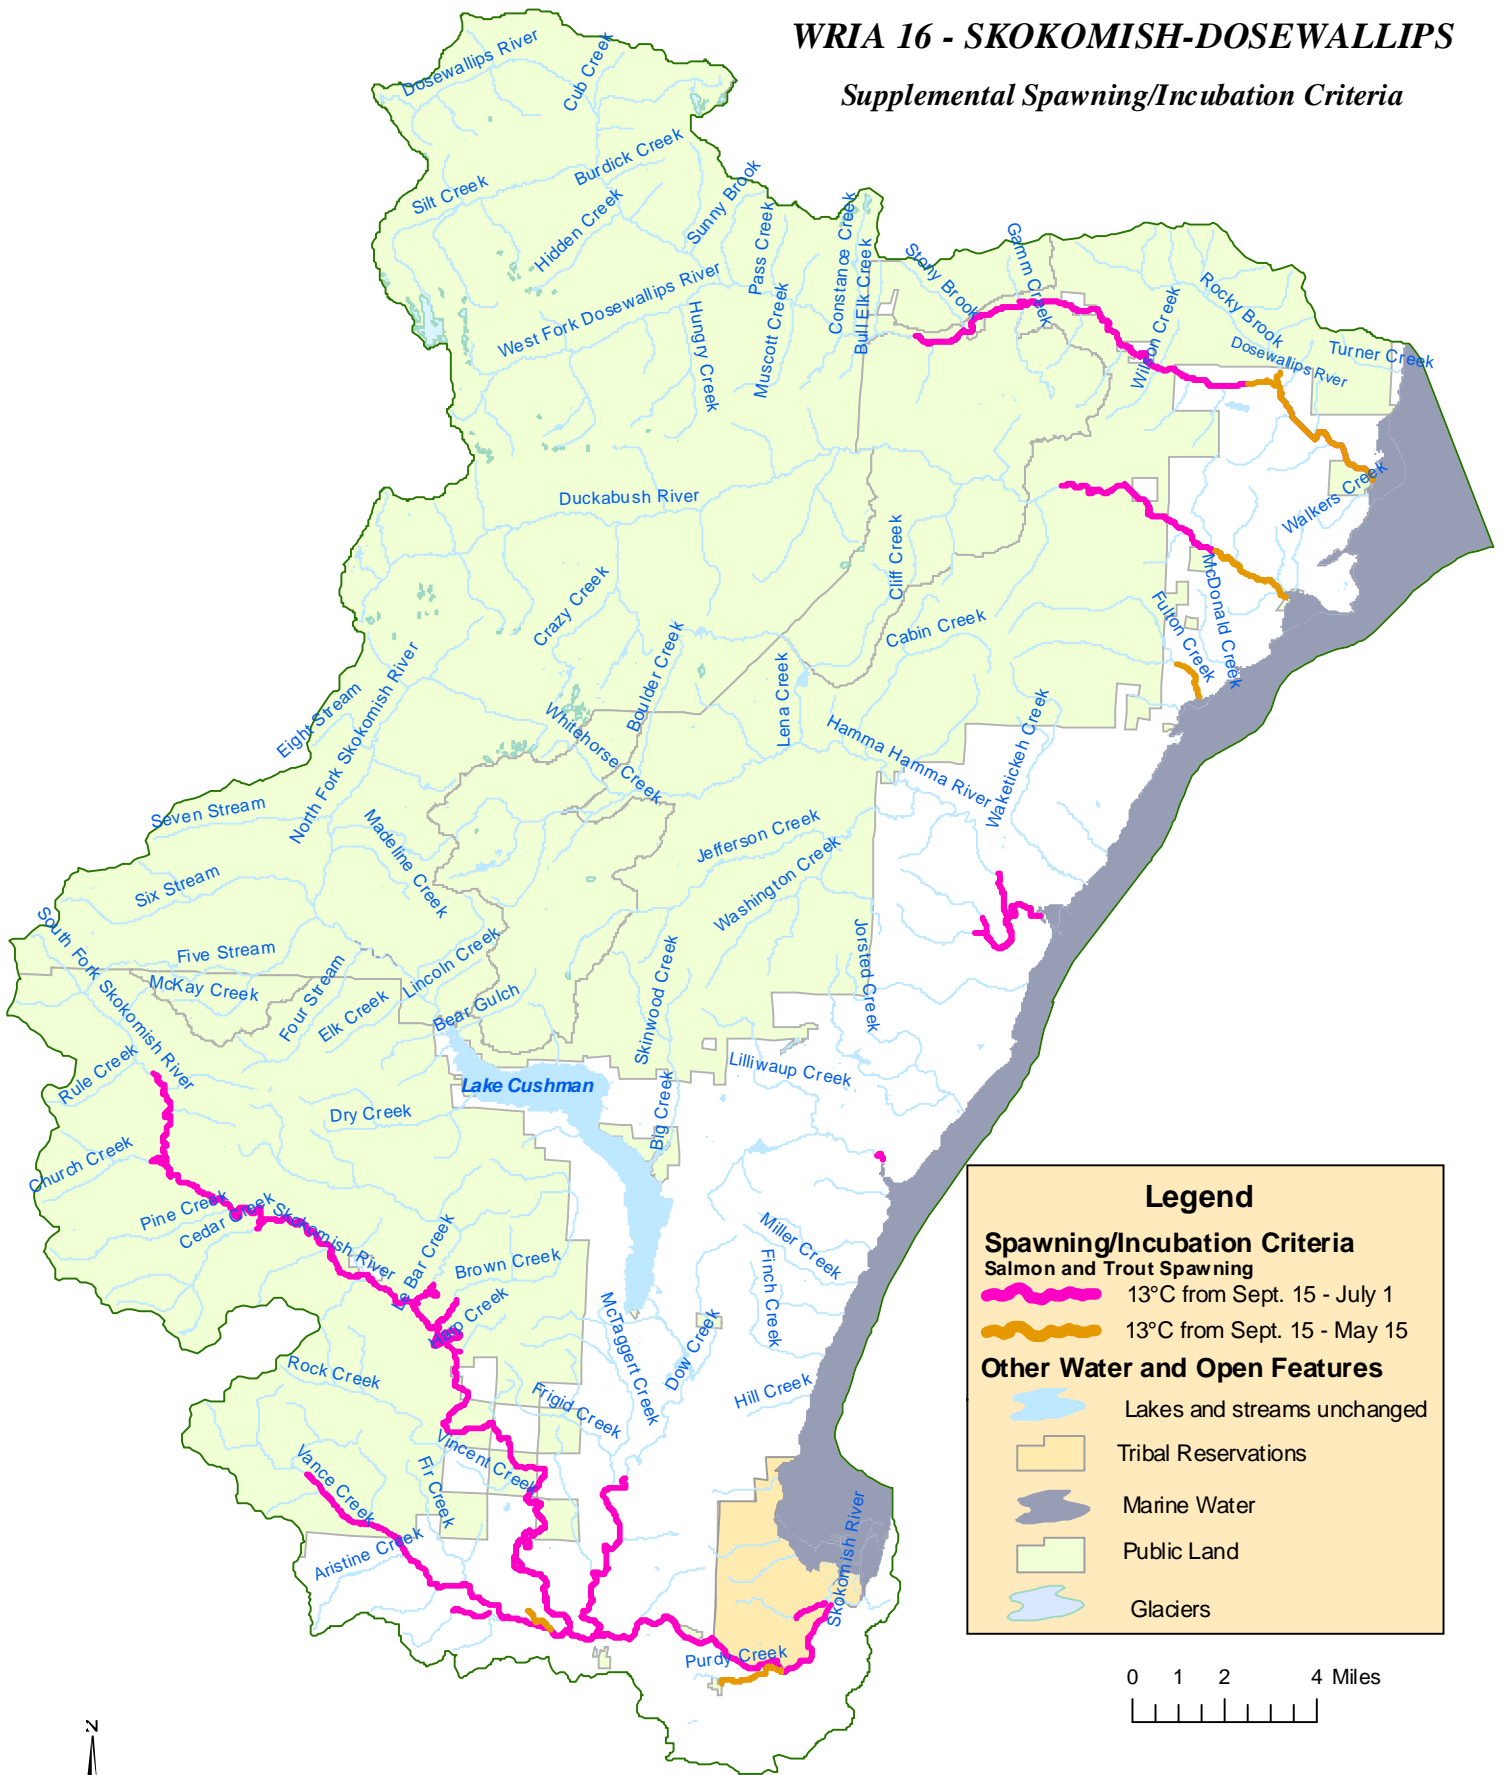 WRIA 16 - SKOKOMISH-DOSEWALLIPS
Supplemental Spawning/Incubation Criteria
Dosewallips River
Cub Creek
Burdick Creek
Silt Creek
Hidden Creek
Sunny Brook
Pass Creek
Constance Creek
Bull Elk Creek
Stony Brook
Gamm Creek
Rocky Brook
Wilson Creek
Dosewallips Rver
Turner Creek
West Fork Dosewallips River
Hungry Creek
Muscott Creek
Walkers Creek
Duckabush River
Cliff Creek
Crazy Creek
Cabin Creek
McDonald Creek
Fulton Creek
Boulder Creek
Lena Creek
Eight Stream
North Fork Skokomish River
Whitehorse Creek
Hamma Hamma River
Waketickeh Creek
Seven Stream
Madeline Creek
Jefferson Creek
Washington Creek
Six Stream
South Fork Skokomish River
Five Stream
McKay Creek
Four Stream
Elk Creek
Lincoln Creek
Bear Gulch
Skinwood Creek
Jorsted Creek
Rule Creek
Lake Cushman
Lilliwaup Creek
Dry Creek
Big Creek
Church Creek
Pine Creek
Cedar Creek
Skokomish River
Le Bar Creek
Brown Creek
Harp Creek
Miller Creek
Finch Creek
McTaggert Creek
Dow Creek
Rock Creek
Frigid Creek
Hill Creek
Vance Creek
Fir Creek
Vincent Creek
Aristine Creek
Skokomish River
Purdy Creek
Legend
Spawning/Incubation Criteria
Salmon and Trout Spawning
13°C from Sept. 15 - July 1
13°C from Sept. 15 - May 15
Other Water and Open Features
Lakes and streams unchanged
Tribal Reservations
Marine Water
Public Land
Glaciers
0 1 2 4 Miles
N